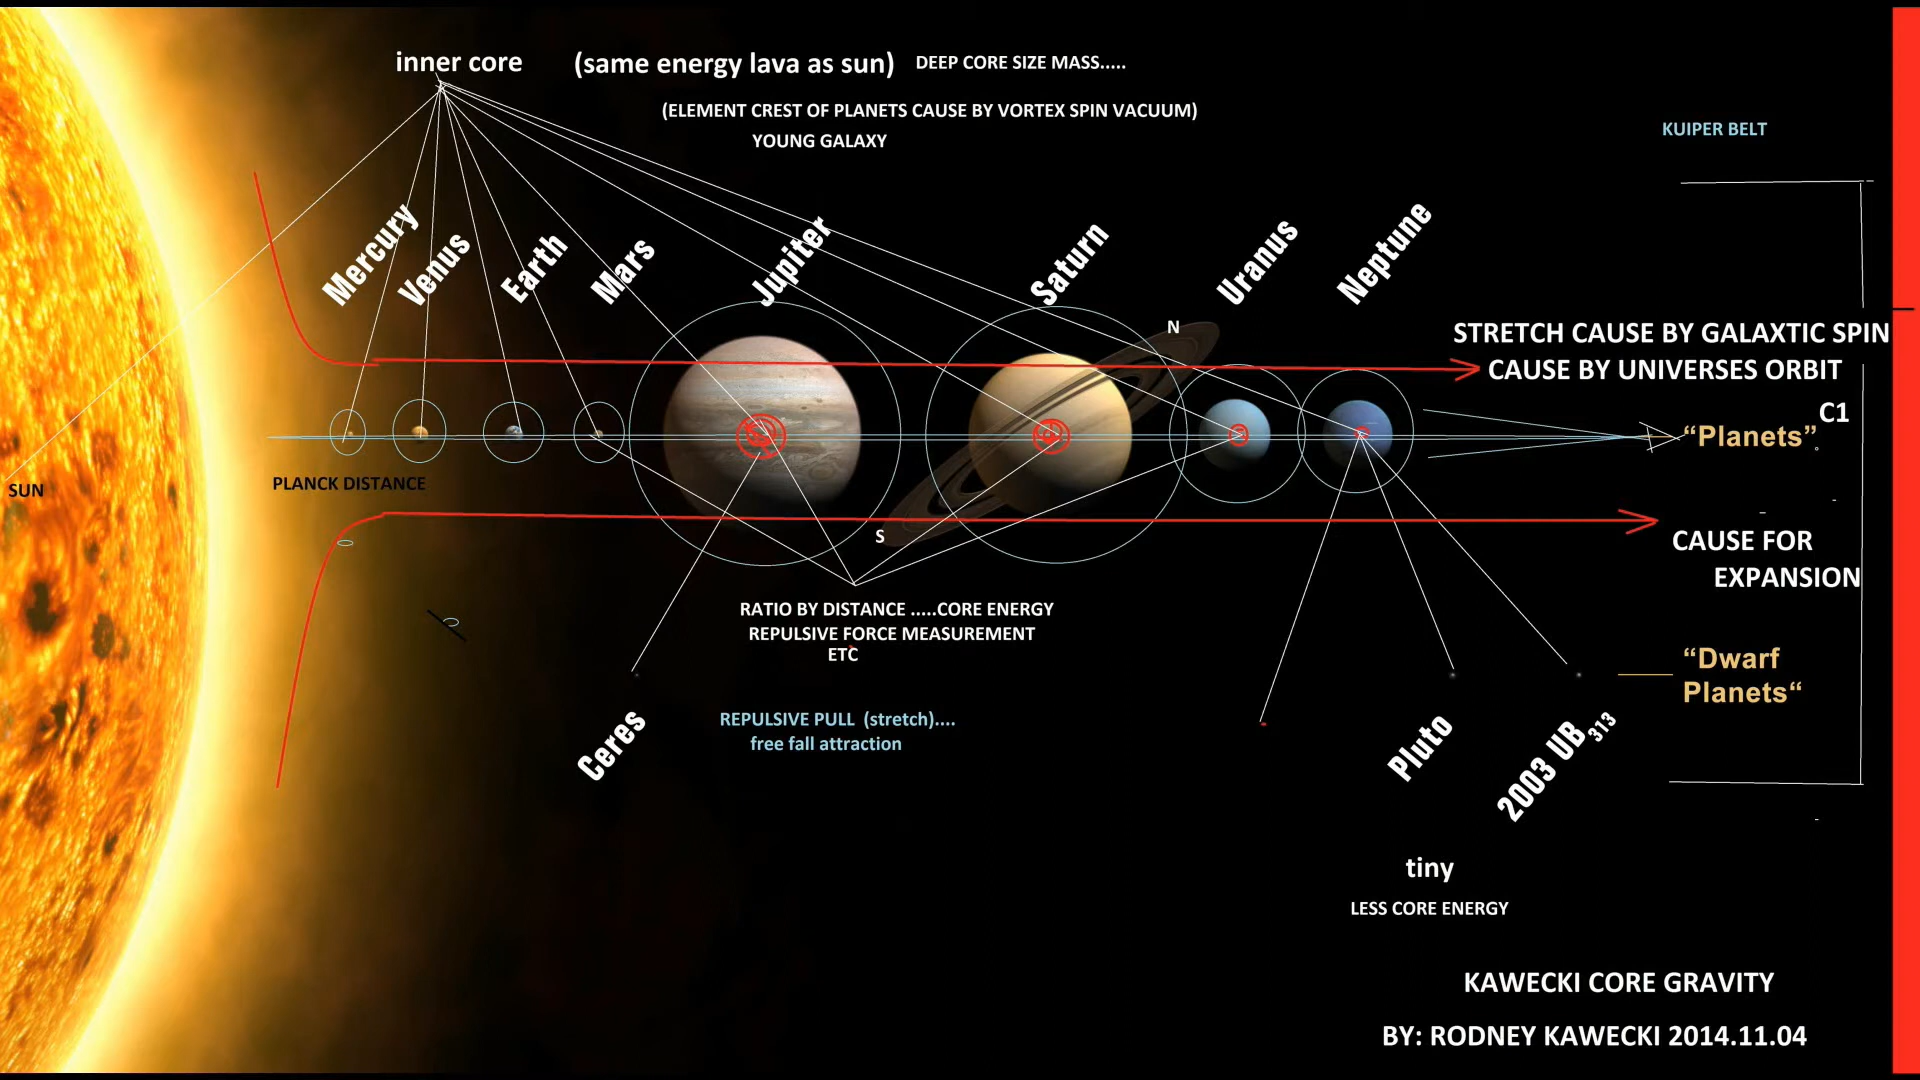 inner core
(same energy lava as sun)
DEEP CORE SIZE MASS.....
(ELEMENT CREST OF PLANETS CAUSE BY VORTEX SPIN VACUUM)
YOUNG GALAXY
KUIPER BELT
Mercury
Venus
Earth
Mars
Jupiter
Saturn
Uranus
Neptune
N
STRETCH CAUSE BY GALAXTIC SPIN
CAUSE BY UNIVERSES ORBIT
C1
“Planets”
SUN
PLANCK DISTANCE
S
CAUSE FOR
EXPANSION
RATIO BY DISTANCE .....CORE ENERGY
REPULSIVE FORCE MEASUREMENT
ETC
“Dwarf
Planets“
REPULSIVE PULL (stretch)....
free fall attraction
Ceres
Pluto
2003 UB313
tiny
LESS CORE ENERGY
KAWECKI CORE GRAVITY
BY: RODNEY KAWECKI 2014.11.04